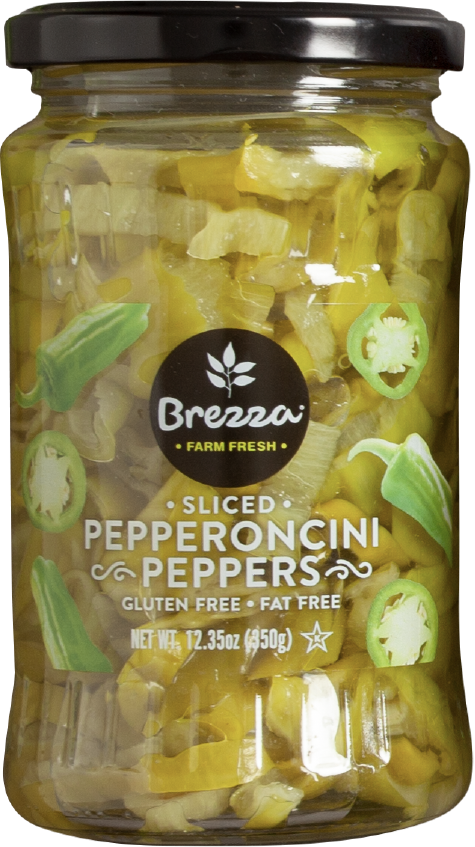 Brezza
• FARM FRESH •
• SLICED •
PEPPERONCINI
PEPPERS
GLUTEN FREE • FAT FREE
NET WT. 12.35oz (350g)
K